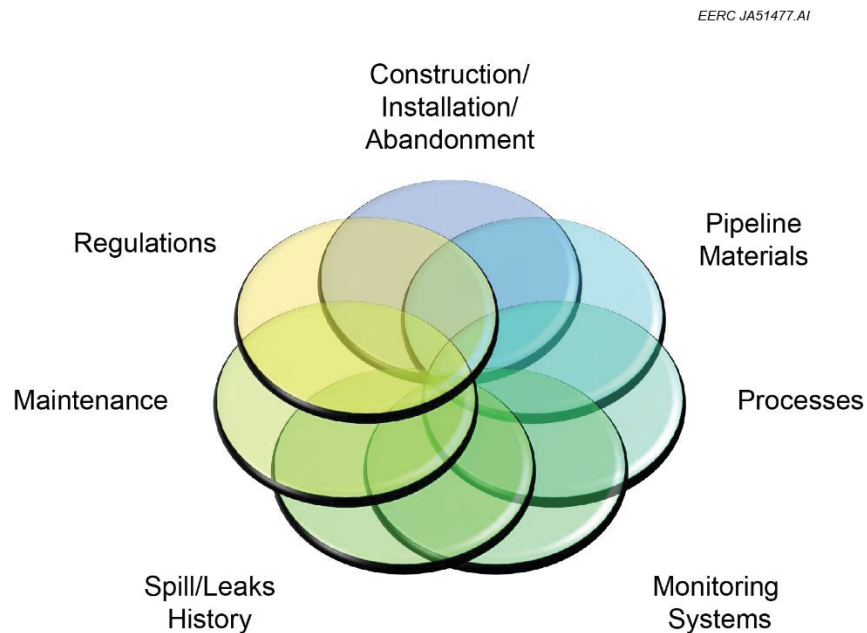 EERC JA51477.AI
Construction/
Installation/
Abandonment
Regulations
Pipeline
Materials
Maintenance
Processes
Spill/Leaks
History
Monitoring
Systems